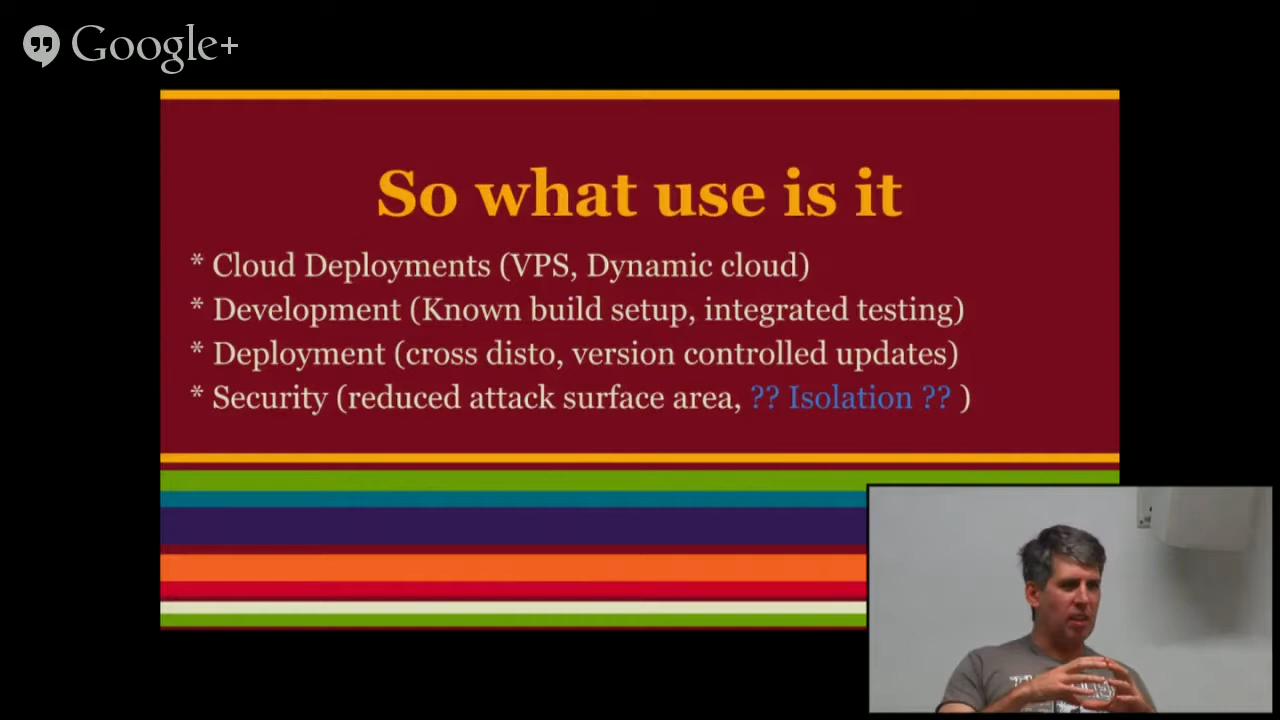 Google+
So what use is it
* Cloud Deployments (VPS, Dynamic cloud)
* Development (Known build setup, integrated testing)
* Deployment (cross disto, version controlled updates)
* Security (reduced attack surface area, ?? Isolation ?? )